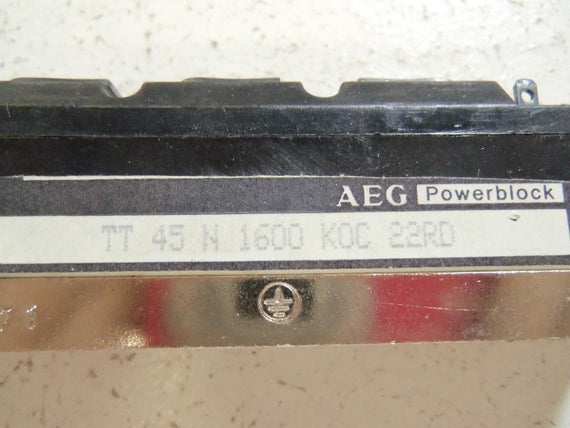 AEG Powerblock
TT 45 N 1600 KOC 22RD